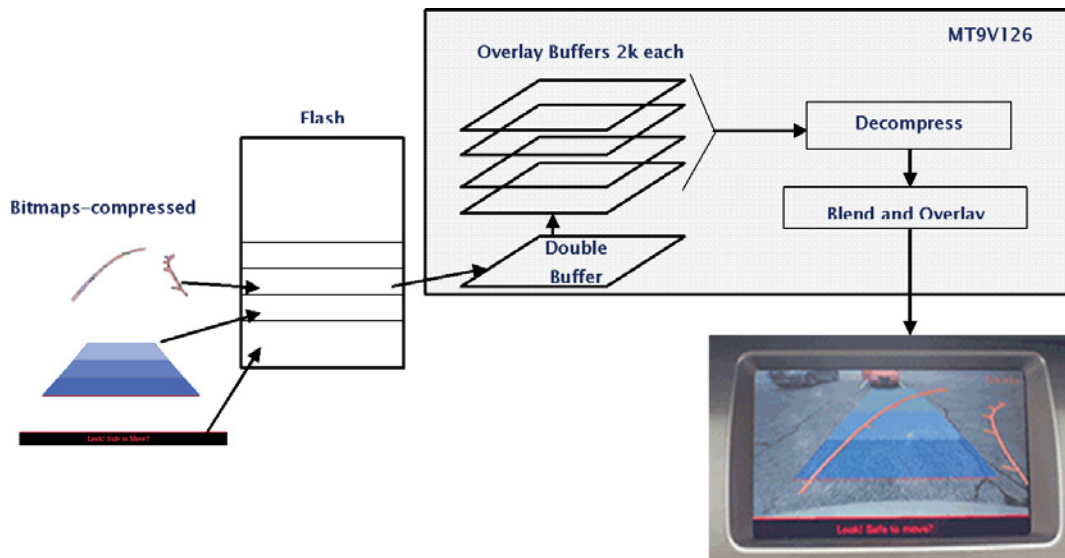 MT9V126
Overlay Buffers 2k each
Flash
Decompress
Bitmaps-compressed
Blend and Overlay
Double
Buffer
Look! Safe to Move?
Look! Safe to move?